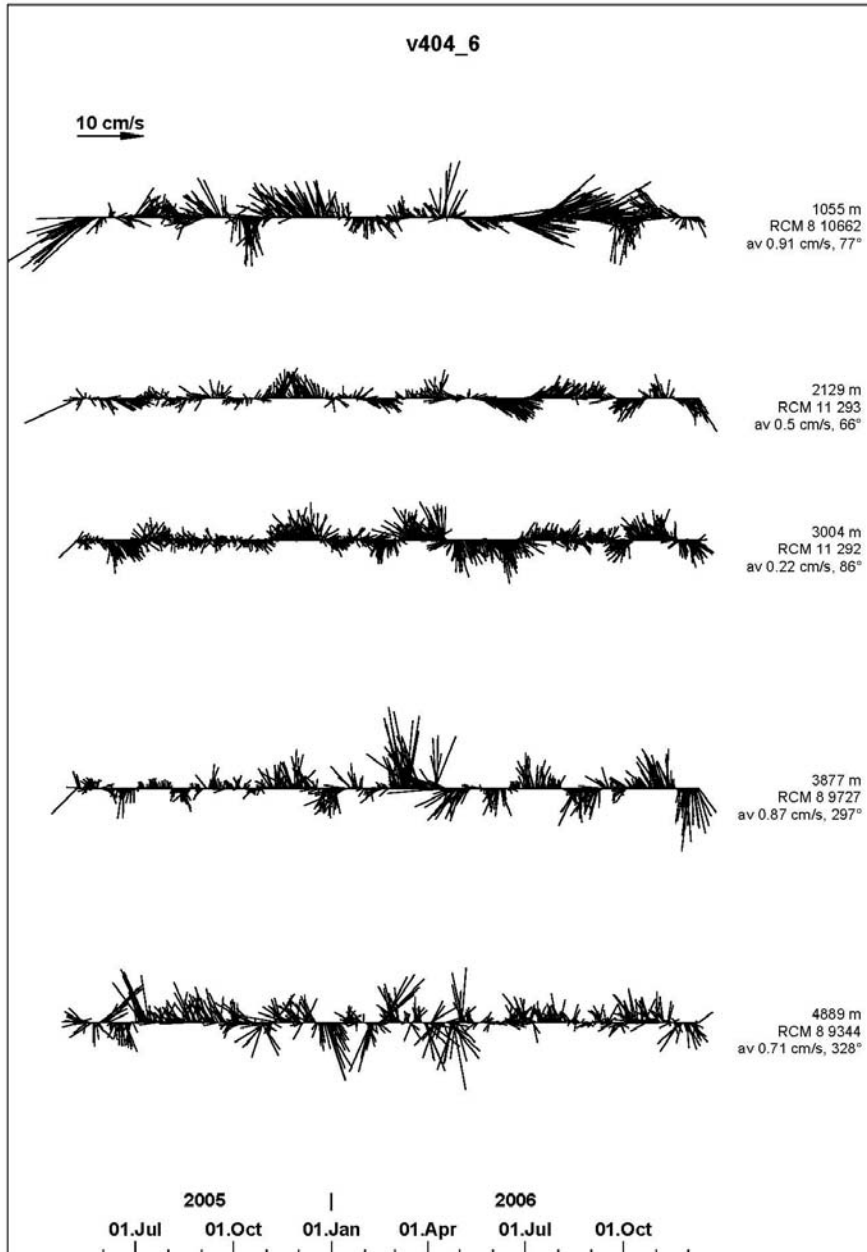 v404_6
10 cm/s
1055 m
RCM 8 10662
av 0.91 cm/s, 77°
2129 m
RCM 11 293
av 0.5 cm/s, 66°
3004 m
RCM 11 292
av 0.22 cm/s, 86°
3877 m
RCM 8 9727
av 0.87 cm/s, 297°
4889 m
RCM 8 9344
av 0.71 cm/s, 328°
2005 | 2006
01.Jul 01.Oct 01.Jan 01.Apr 01.Jul 01.Oct